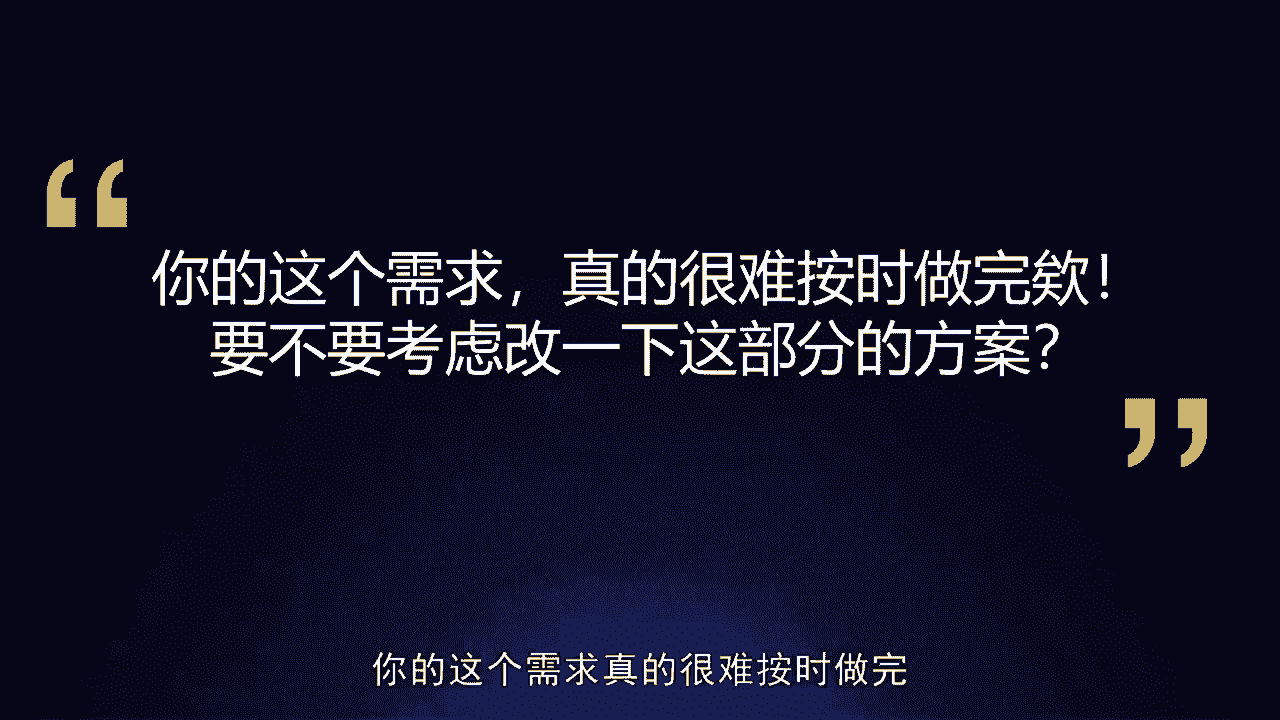 “
你的这个需求，真的很难按时做完欸！
要不要考虑改一下这部分的方案？
”
你的这个需求真的很难按时做完